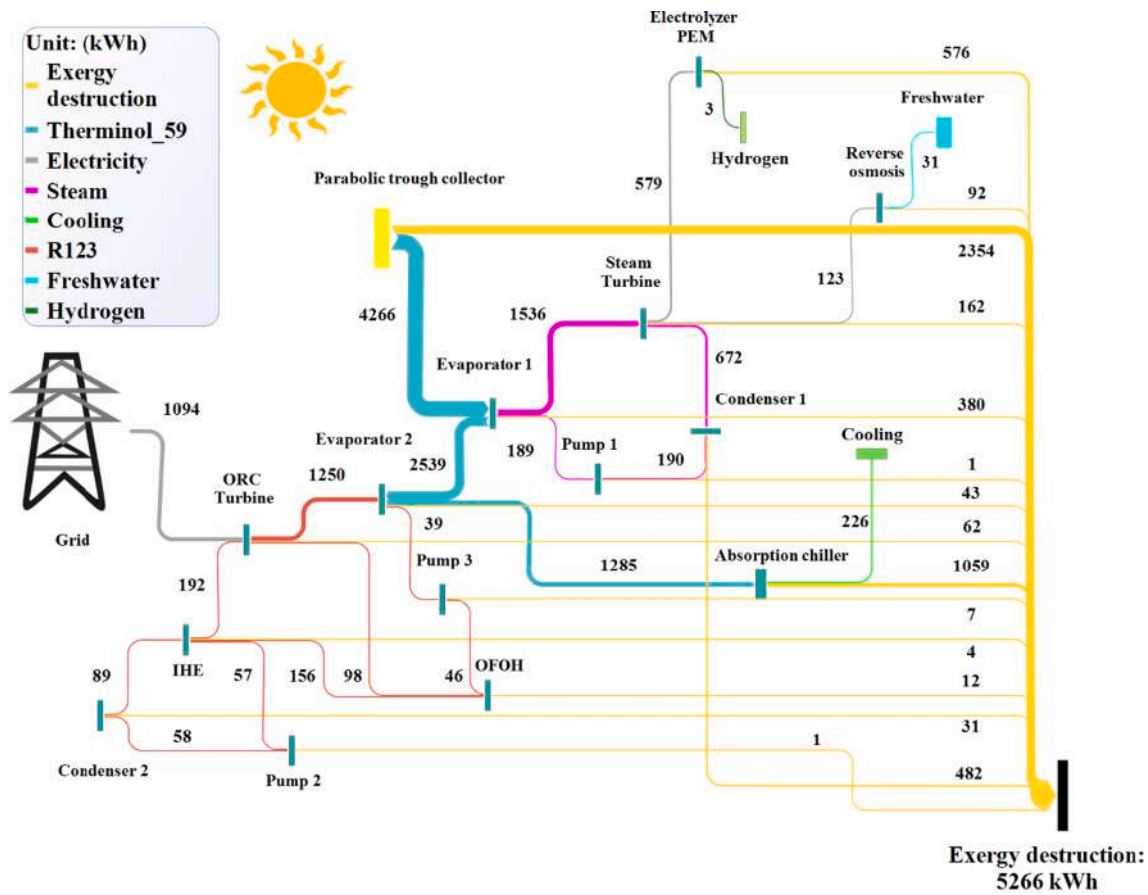 Unit: (kWh)
Exergy
destruction
Therminol_59
Electricity
Steam
Cooling
R123
Freshwater
Hydrogen
Electrolyzer
PEM
576
3
Freshwater
Hydrogen
Reverse
osmosis
31
Parabolic trough collector
579
92
2354
Steam
Turbine
123
4266
1536
162
672
Evaporator 1
1094
Condenser 1
380
Evaporator 2
Cooling
2539
189
Pump 1
190
ORC
Turbine
1250
1
43
39
226
62
Grid
Pump 3
1285
Absorption chiller
1059
192
7
4
89
IHE
57
156
98
46
OFOH
12
31
58
1
Condenser 2
Pump 2
482
Exergy destruction:
5266 kWh